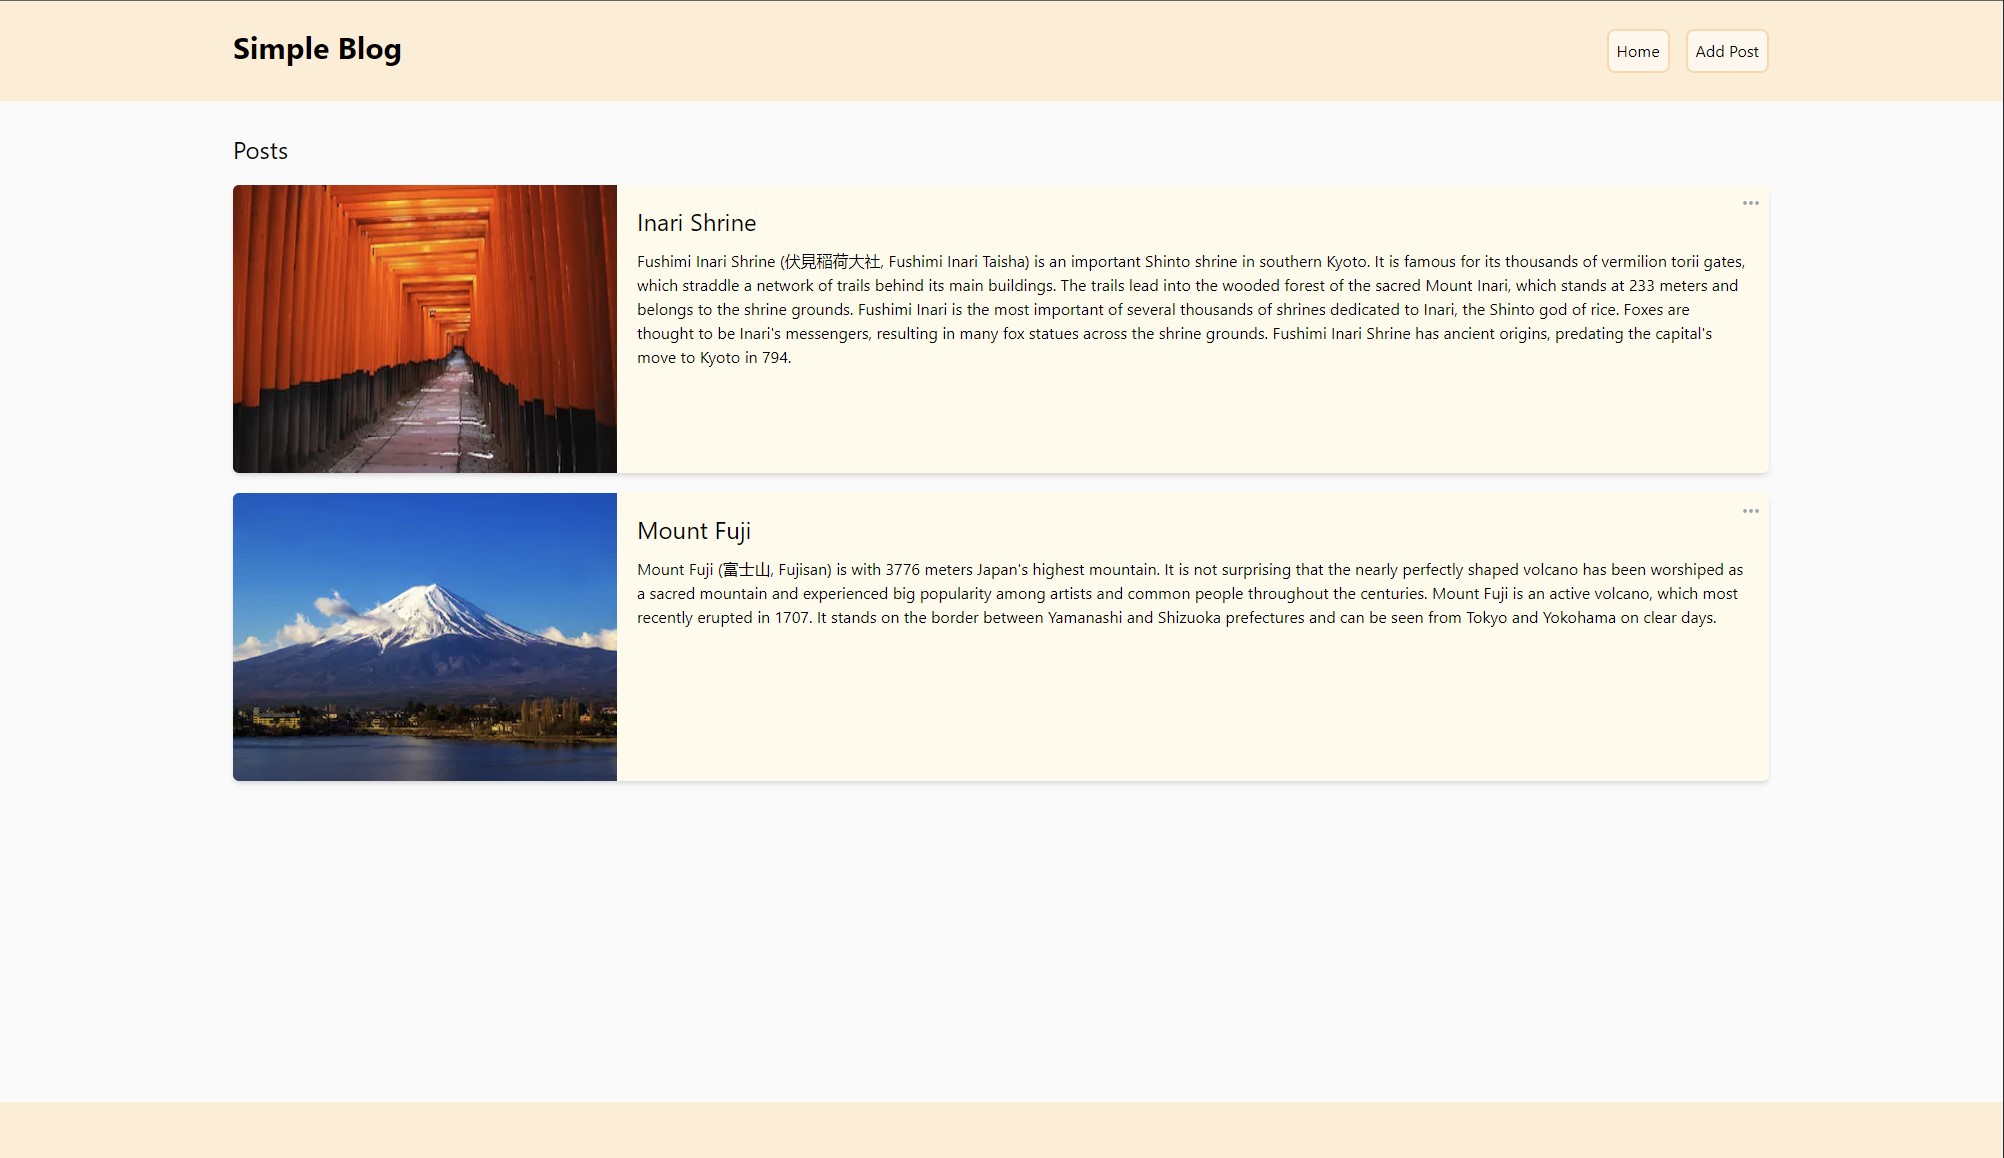 Simple Blog
Home
Add Post
Posts
Inari Shrine
Fushimi Inari Shrine (伏見稲荷大社, Fushimi Inari Taisha) is an important Shinto shrine in southern Kyoto. It is famous for its thousands of vermilion torii gates,
which straddle a network of trails behind its main buildings. The trails lead into the wooded forest of the sacred Mount Inari, which stands at 233 meters and
belongs to the shrine grounds. Fushimi Inari is the most important of several thousands of shrines dedicated to Inari, the Shinto god of rice. Foxes are
thought to be Inari's messengers, resulting in many fox statues across the shrine grounds. Fushimi Inari Shrine has ancient origins, predating the capital's
move to Kyoto in 794.
Mount Fuji
Mount Fuji (富士山, Fujisan) is with 3776 meters Japan's highest mountain. It is not surprising that the nearly perfectly shaped volcano has been worshiped as
a sacred mountain and experienced big popularity among artists and common people throughout the centuries. Mount Fuji is an active volcano, which most
recently erupted in 1707. It stands on the border between Yamanashi and Shizuoka prefectures and can be seen from Tokyo and Yokohama on clear days.